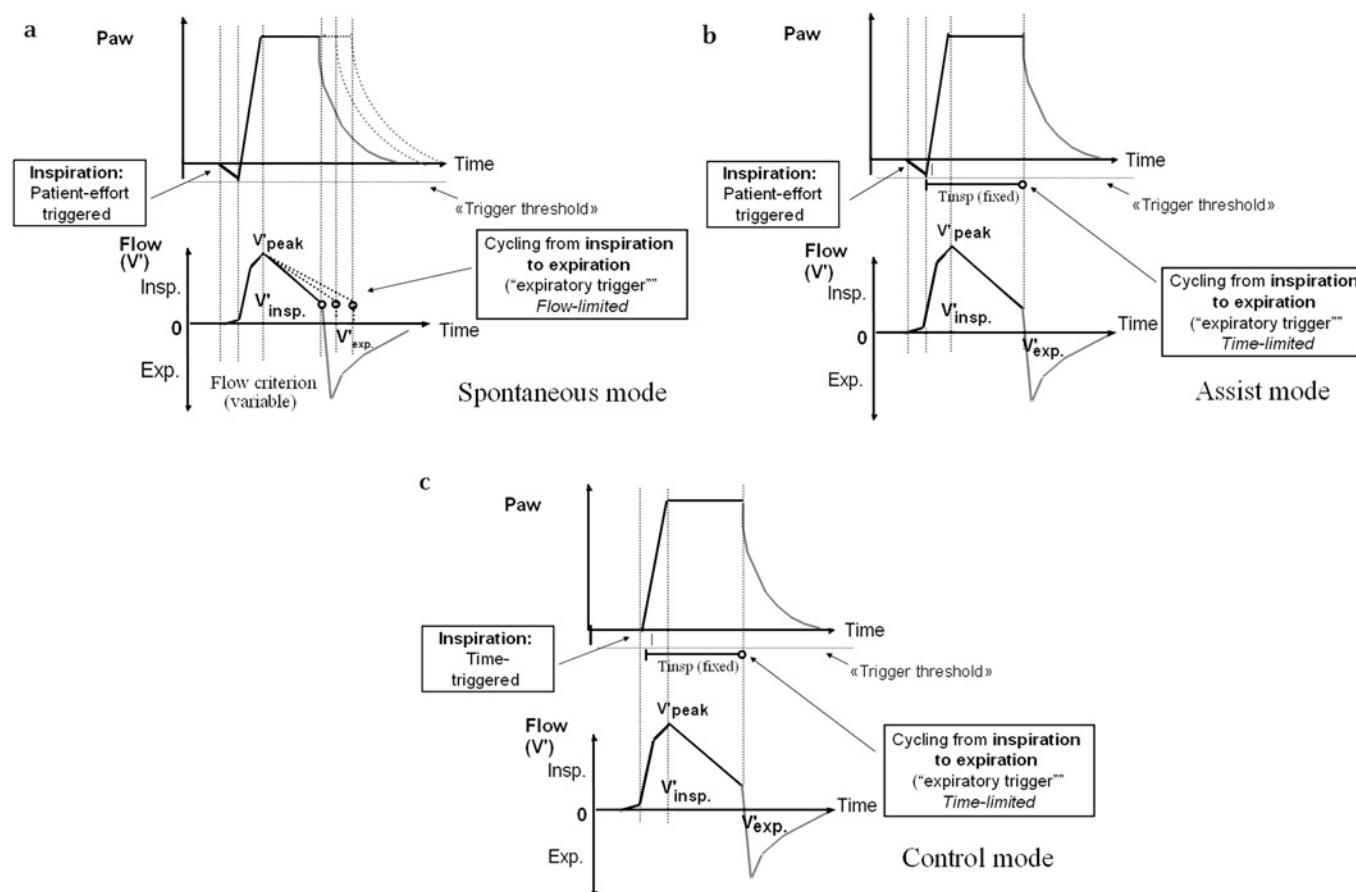 a
Paw
Time
Inspiration:
Patient-effort
triggered
«Trigger threshold»
Flow
(V')
V'peak
Insp.
V'insp.
0
Time
V'exp.
Exp.
Cycling from inspiration
to expiration
("expiratory trigger""
Flow-limited
Flow criterion
(variable)
Spontaneous mode
b
Paw
Time
Inspiration:
Patient-effort
triggered
Tinsp (fixed)
«Trigger threshold»
Flow
(V')
V'peak
Insp.
V'insp.
0
Time
V'exp.
Exp.
Cycling from inspiration
to expiration
("expiratory trigger""
Time-limited
Assist mode
c
Paw
Time
Inspiration:
Time-
triggered
Tinsp (fixed)
«Trigger threshold»
Flow
(V')
V'peak
Insp.
V'insp.
0
Time
V'exp.
Exp.
Cycling from inspiration
to expiration
("expiratory trigger""
Time-limited
Control mode